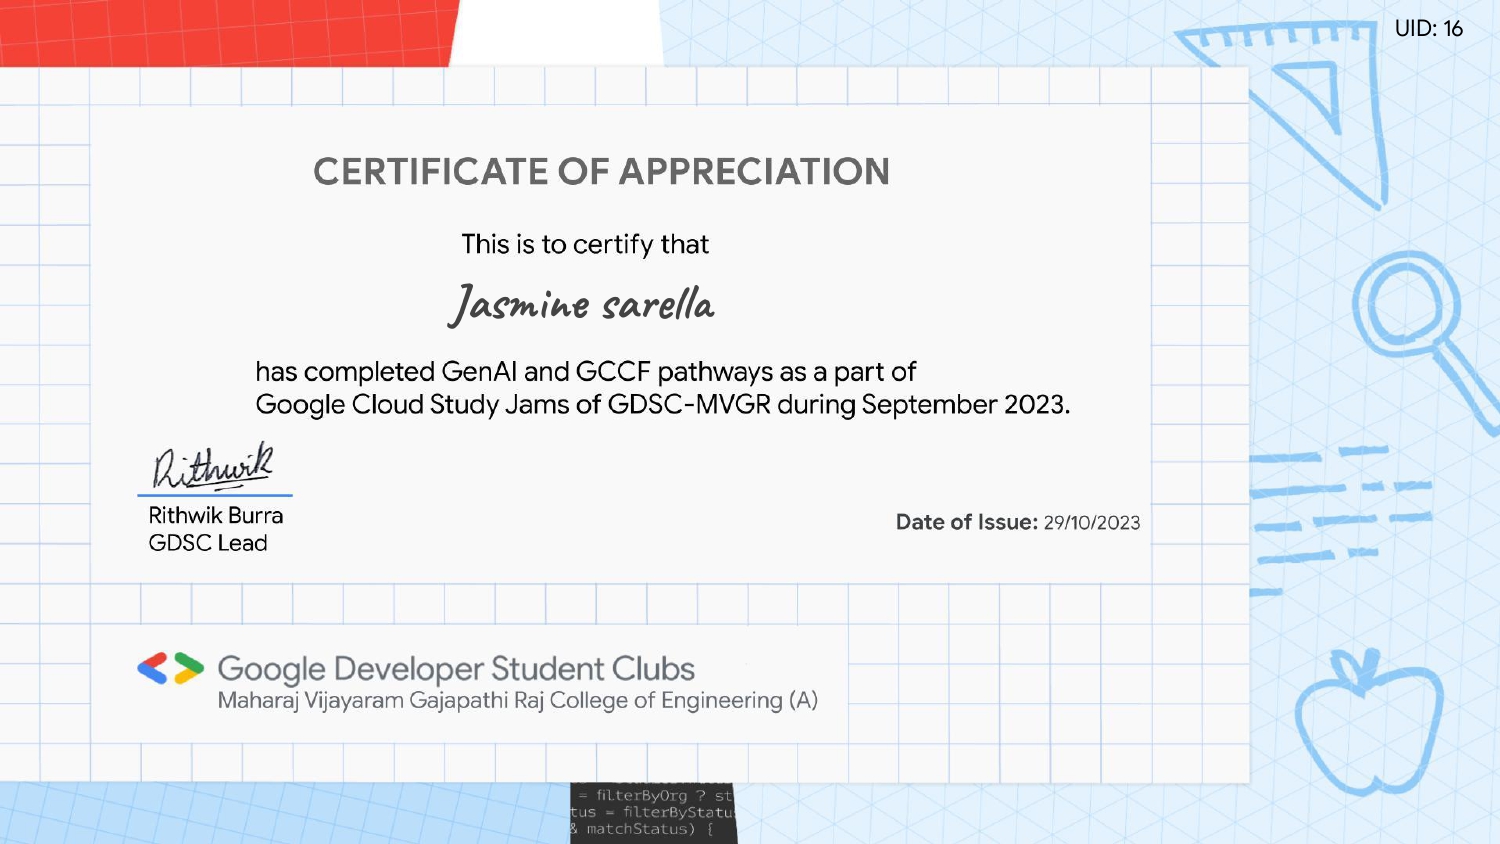 UID: 16
CERTIFICATE OF APPRECIATION
This is to certify that
Jasmine sarella
has completed GenAI and GCCF pathways as a part of
Google Cloud Study Jams of GDSC-MVGR during September 2023.
Rithwik
Rithwik Burra
GDSC Lead
Date of Issue: 29/10/2023
Google Developer Student Clubs
Maharaj Vijayaram Gajapathi Raj College of Engineering (A)
= filterByOrg ? st
tus = filterByStatu
& matchStatus) {